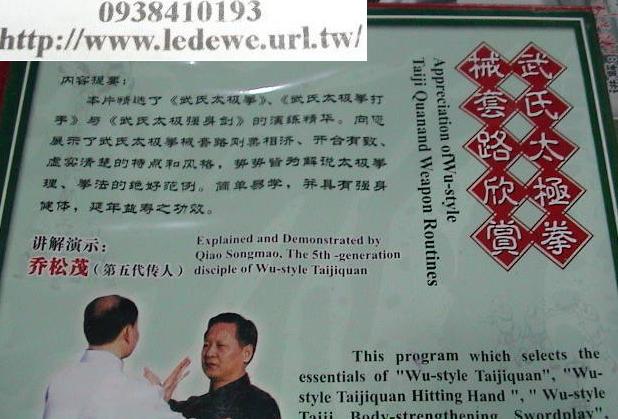 0938410193
http://www.ledewe.url.tw/
武氏太極拳
械套路欣賞
Appreciation of Wu-style
Taiji Quanand Weapon Routines
内容提要:
本片精选了《武氏太极拳》、《武氏太极拳打
手》与《武氏太极强身剑》的演练精华。向您
展示了武氏太极拳械套路刚柔相济、开合有致、
虚实清楚的特点和风格，势势皆为解说太极拳
理、拳法的绝好范例。简单易学，并具有强身
健体，延年益寿之功效。
讲解演示:
乔松茂(第五代传人)
Explained and Demonstrated by
Qiao Songmao, The 5th -generation
disciple of Wu-style Taijiquan
This program which selects the
essentials of "Wu-style Taijiquan", "Wu-
style Taijiquan Hitting Hand ", " Wu-style
Taiji Body-strengthening Swordplay",